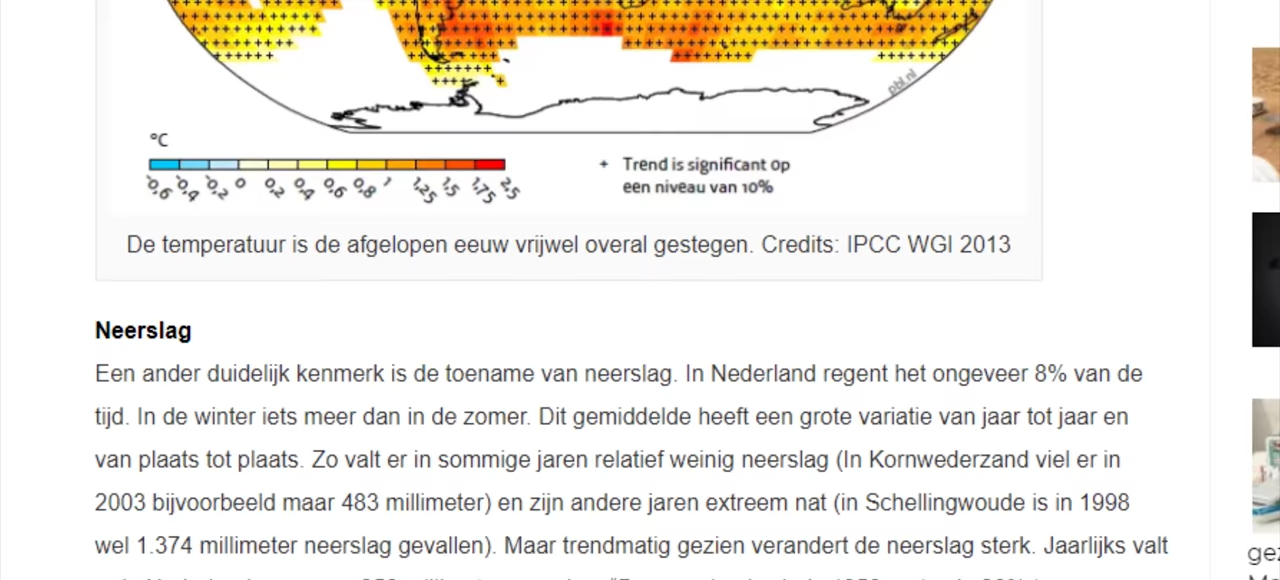 pbl.nl
°C
-0,6 -0,4 -0,2 0 0,2 0,4 0,6 0,8 1 1,25 1,5 1,75 2,5
+ Trend is significant op
een niveau van 10%
De temperatuur is de afgelopen eeuw vrijwel overal gestegen. Credits: IPCC WGI 2013
Neerslag
Een ander duidelijk kenmerk is de toename van neerslag. In Nederland regent het ongeveer 8% van de
tijd. In de winter iets meer dan in de zomer. Dit gemiddelde heeft een grote variatie van jaar tot jaar en
van plaats tot plaats. Zo valt er in sommige jaren relatief weinig neerslag (In Kornwederzand viel er in
2003 bijvoorbeeld maar 483 millimeter) en zijn andere jaren extreem nat (in Schellingwoude is in 1998
wel 1.374 millimeter neerslag gevallen). Maar trendmatig gezien verandert de neerslag sterk. Jaarlijks valt
gez